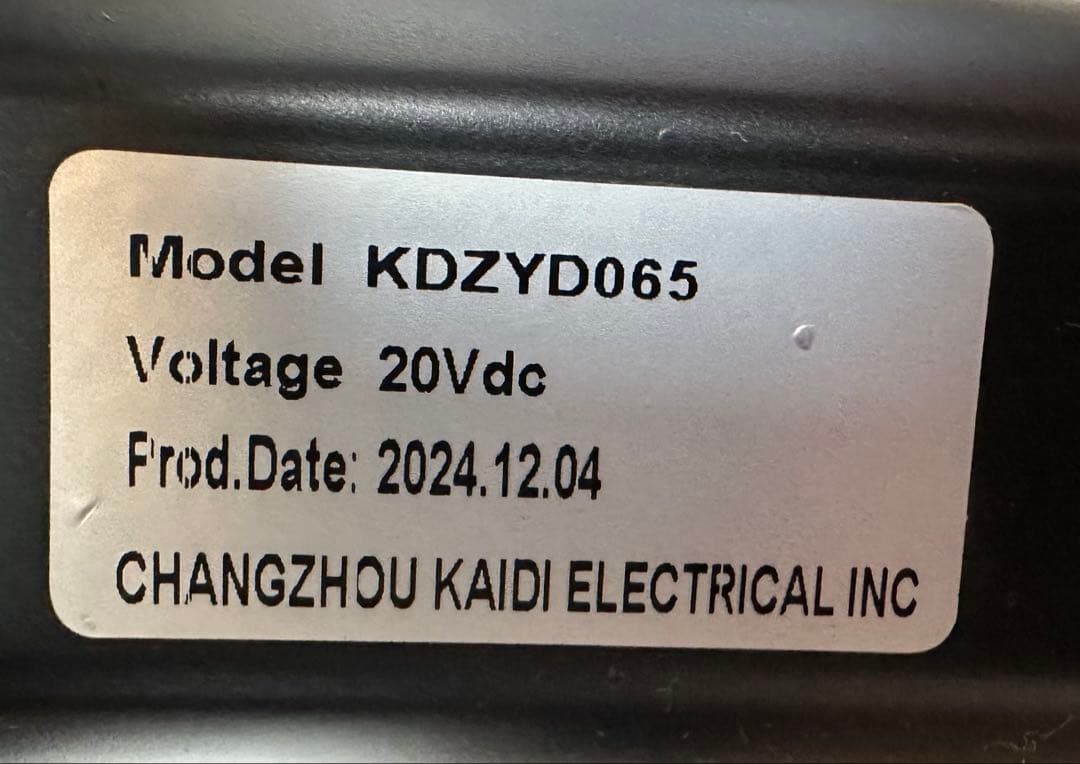 Model KDZYD065
Voltage 20Vdc
Prod.Date: 2024.12.04
CHANGZHOU KAIDI ELECTRICAL INC